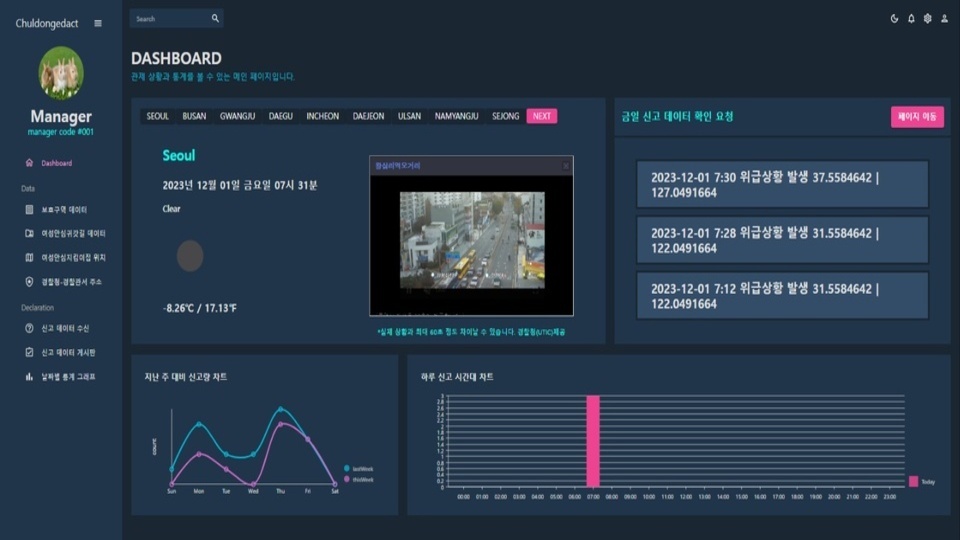 Chuldongedact
Search
Manager
manager code #001
Dashboard
Data
보호구역 데이터
여성안심귀갓길 데이터
여성안심지킴이집 위치
경찰청·경찰관서 주소
Declaration
신고 데이터 수신
신고 데이터 게시판
날짜별 통계 그래프
DASHBOARD
관제 상황과 통계를 볼 수 있는 메인 페이지입니다.
SEOUL BUSAN GWANGJU DAEGU INCHEON DAEJEON ULSAN NAMYANGJU SEJONG NEXT
Seoul
2023년 12월 01일 금요일 07시 31분
Clear
-8.26℃ / 17.13℉
잠실리역오거리
*실제 상황과 최대 60초 정도 차이날 수 있습니다. 경찰청(UTIC)제공
금일 신고 데이터 확인 요청
페이지 이동
2023-12-01 7:30 위급상황 발생 37.5584642 |
127.0491664
2023-12-01 7:28 위급상황 발생 31.5584642 |
122.0491664
2023-12-01 7:12 위급상황 발생 31.5584642 |
122.0491664
지난 주 대비 신고량 차트
count
Sun Mon Tue Wed Thu Fri Sat
lastWeek
thisWeek
하루 신고 시간대 차트
3
2.8
2.6
2.4
2.2
2
1.8
1.6
1.4
1.2
1
0.8
0.6
0.4
0.2
0
00:00 01:00 02:00 03:00 04:00 05:00 06:00 07:00 08:00 09:00 10:00 11:00 12:00 13:00 14:00 15:00 16:00 17:00 18:00 19:00 20:00 21:00 22:00 23:00
Today